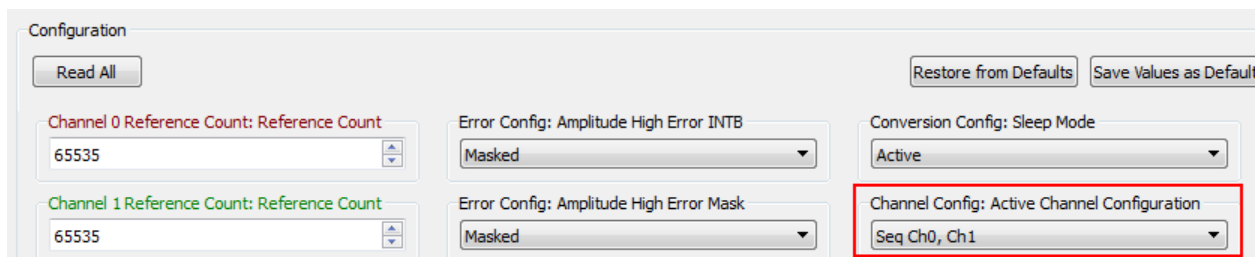 Configuration
Read All
Restore from Defaults
Save Values as Default
Channel 0 Reference Count: Reference Count
Error Config: Amplitude High Error INTB
Conversion Config: Sleep Mode
65535
Masked
Active
Channel 1 Reference Count: Reference Count
Error Config: Amplitude High Error Mask
Channel Config: Active Channel Configuration
65535
Masked
Seq Ch0, Ch1